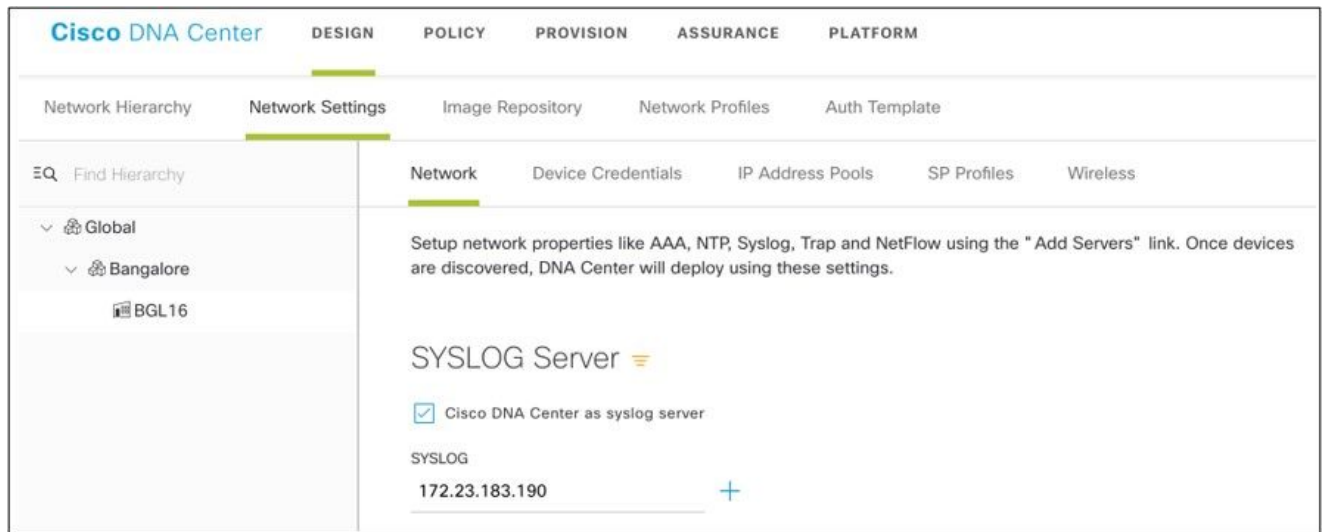 Cisco DNA Center DESIGN POLICY PROVISION ASSURANCE PLATFORM
Network Hierarchy Network Settings Image Repository Network Profiles Auth Template
Find Hierarchy
Global
Bangalore
BGL16
Network Device Credentials IP Address Pools SP Profiles Wireless
Setup network properties like AAA, NTP, Syslog, Trap and NetFlow using the "Add Servers" link. Once devices
are discovered, DNA Center will deploy using these settings.
SYSLOG Server
Cisco DNA Center as syslog server
SYSLOG
172.23.183.190